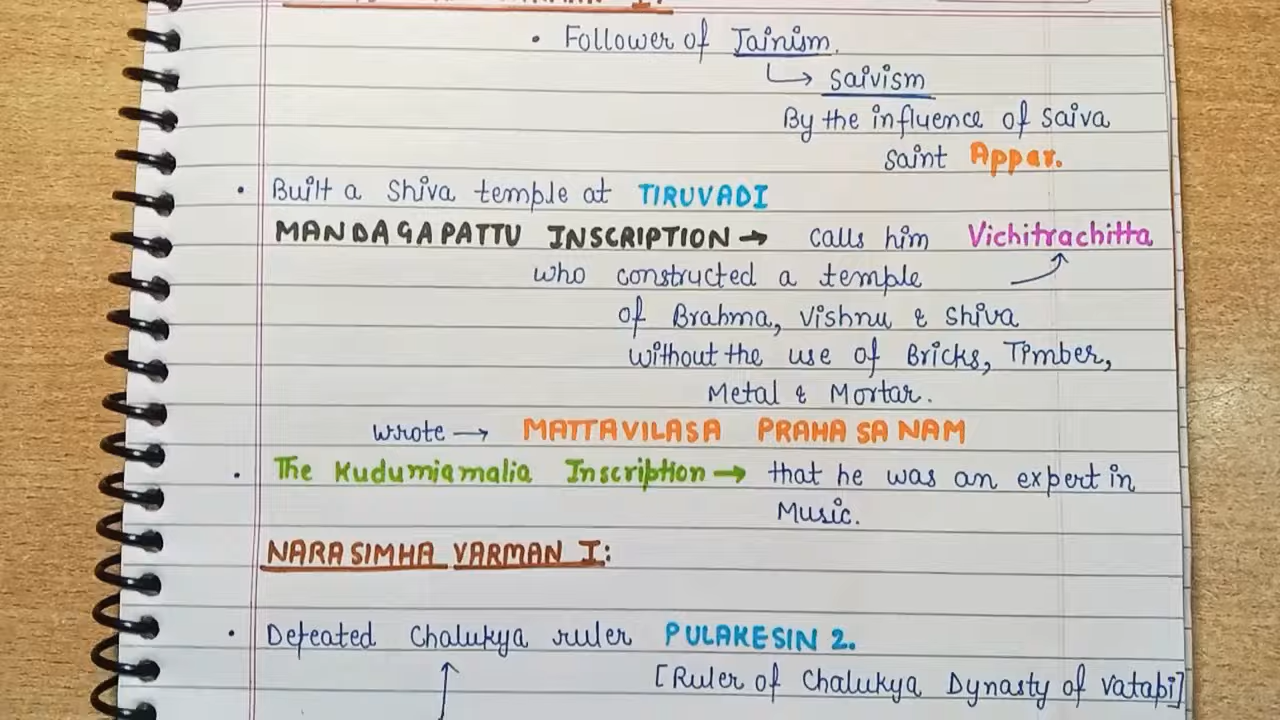 I:
• Follower of Jainism.
↳ Saivism
By the influence of Saiva
saint Appar.
• Built a Shiva temple at TIRUVADI
MANDAGAPATTU INSCRIPTION → calls him Vichitrachitta
who constructed a temple
of Brahma, Vishnu & Shiva
without the use of Bricks, Timber,
Metal & Mortar.
wrote → MATTAVILASA PRAHASANAM
• The Kudumiamalia Inscription → that he was an expert in
Music.
NARASIMHA VARMAN I:
• Defeated Chalukya ruler PULAKESIN 2.
[Ruler of Chalukya Dynasty of Vatapi]